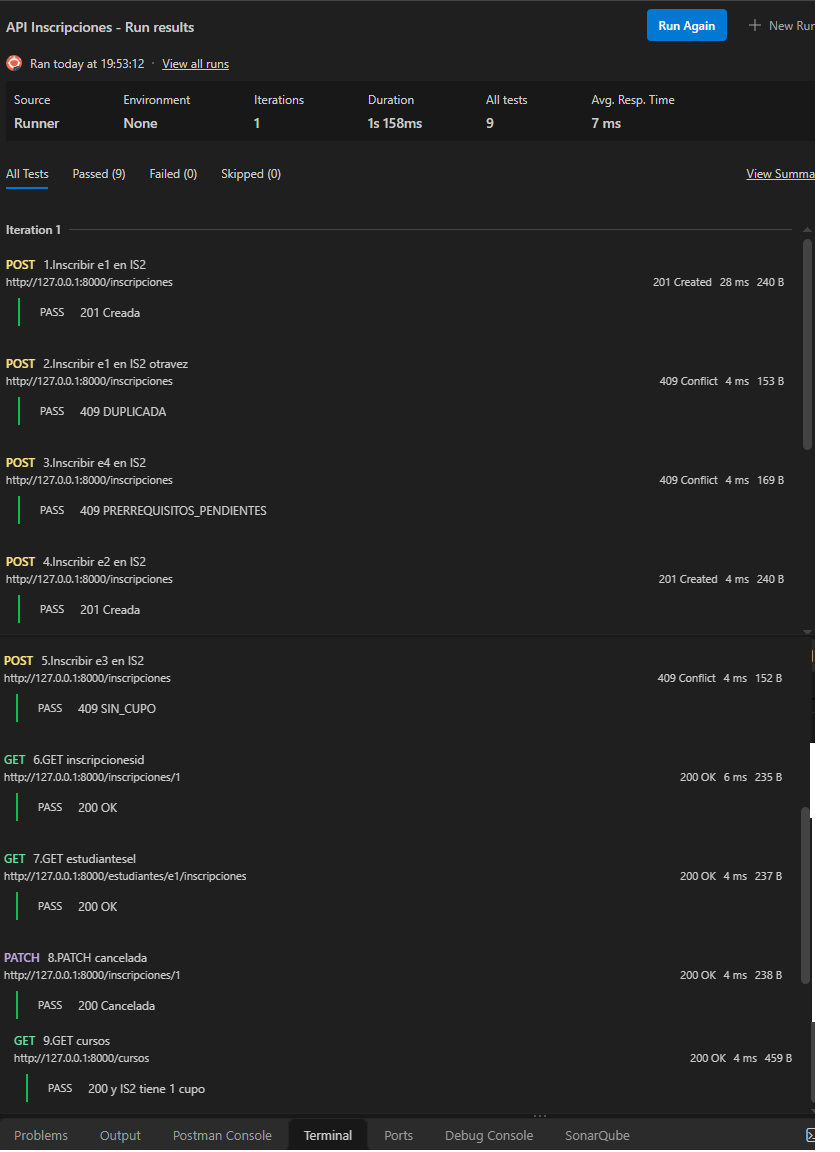 API Inscripciones - Run results
Run Again
New Run
Ran today at 19:53:12 · View all runs
Source Environment Iterations Duration All tests Avg. Resp. Time
Runner None 1 1s 158ms 9 7 ms
All Tests Passed (9) Failed (0) Skipped (0) View Summa
Iteration 1
POST 1.Inscribir e1 en IS2
http://127.0.0.1:8000/inscripciones 201 Created 28 ms 240 B
PASS 201 Creada
POST 2.Inscribir e1 en IS2 otravez
http://127.0.0.1:8000/inscripciones 409 Conflict 4 ms 153 B
PASS 409 DUPLICADA
POST 3.Inscribir e4 en IS2
http://127.0.0.1:8000/inscripciones 409 Conflict 4 ms 169 B
PASS 409 PRERREQUISITOS_PENDIENTES
POST 4.Inscribir e2 en IS2
http://127.0.0.1:8000/inscripciones 201 Created 4 ms 240 B
PASS 201 Creada
POST 5.Inscribir e3 en IS2
http://127.0.0.1:8000/inscripciones 409 Conflict 4 ms 152 B
PASS 409 SIN_CUPO
GET 6.GET inscripcionesid
http://127.0.0.1:8000/inscripciones/1 200 OK 6 ms 235 B
PASS 200 OK
GET 7.GET estudiantesel
http://127.0.0.1:8000/estudiantes/e1/inscripciones 200 OK 4 ms 237 B
PASS 200 OK
PATCH 8.PATCH cancelada
http://127.0.0.1:8000/inscripciones/1 200 OK 4 ms 238 B
PASS 200 Cancelada
GET 9.GET cursos
http://127.0.0.1:8000/cursos 200 OK 4 ms 459 B
PASS 200 y IS2 tiene 1 cupo
Problems Output Postman Console Terminal Ports Debug Console SonarQube